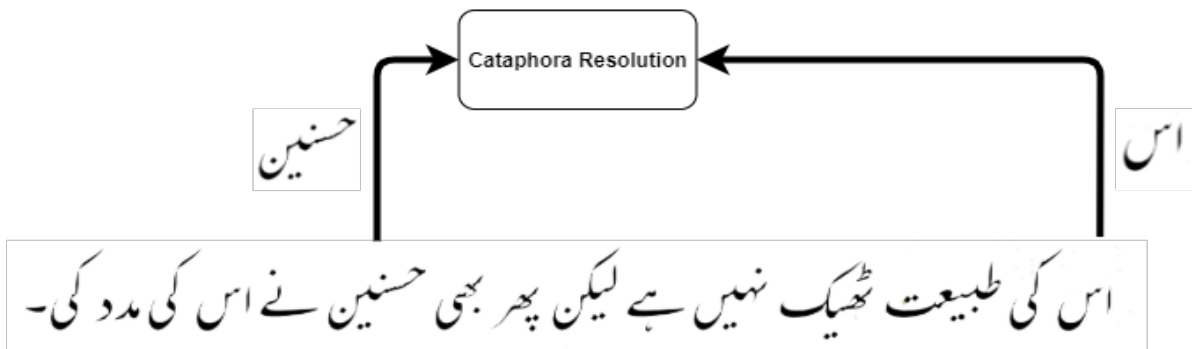 Cataphora Resolution
حسنین
اس
اس کی طبیعت ٹھیک نہیں ہے لیکن پھر بھی حسنین نے اس کی مدد کی۔